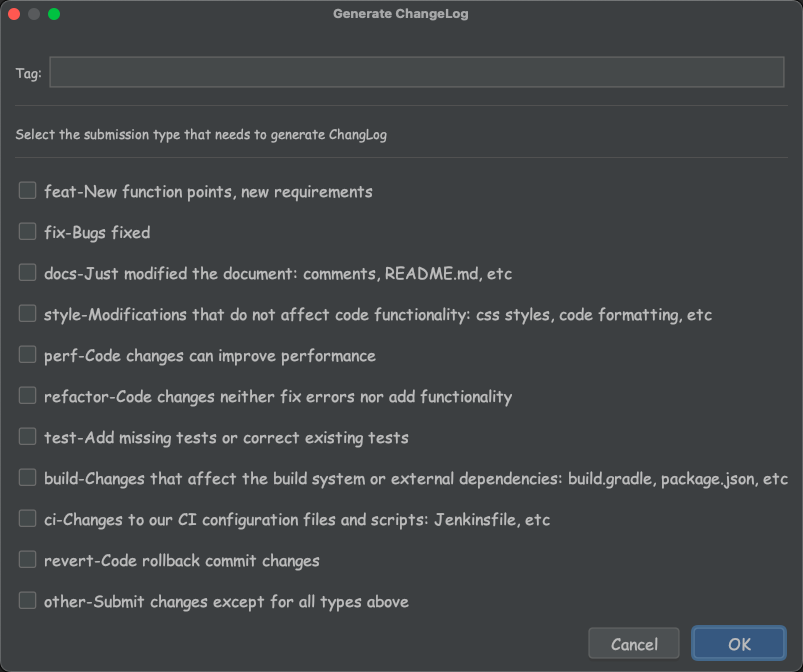 Generate ChangeLog
Tag:
Select the submission type that needs to generate ChangLog
feat-New function points, new requirements
fix-Bugs fixed
docs-Just modified the document: comments, README.md, etc
style-Modifications that do not affect code functionality: css styles, code formatting, etc
perf-Code changes can improve performance
refactor-Code changes neither fix errors nor add functionality
test-Add missing tests or correct existing tests
build-Changes that affect the build system or external dependencies: build.gradle, package.json, etc
ci-Changes to our CI configuration files and scripts: Jenkinsfile, etc
revert-Code rollback commit changes
other-Submit changes except for all types above
Cancel OK